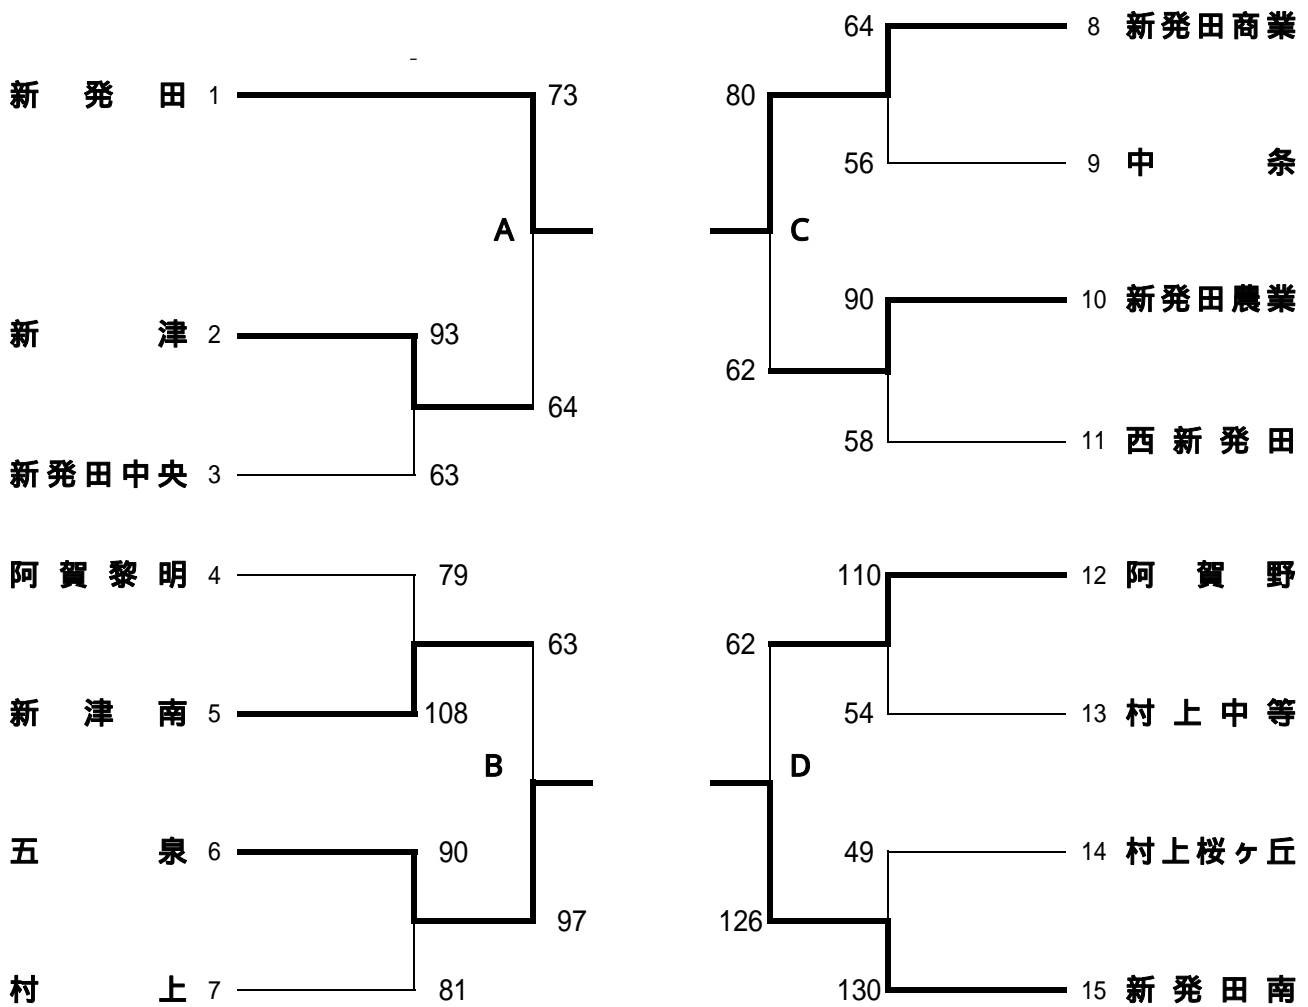 64 8 新発田商業
新発田 1 73 80
56 9 中条
A C
90 10 新発田農業
新津 2 93
62
64
58 11 西新発田
新発田中央 3 63
阿賀黎明 4 79 110 12 阿賀野
63 62
新津南 5 108 54 13 村上中等
B D
五泉 6 90 49 14 村上桜ヶ丘
97 126
村上 7 81 130 15 新発田南